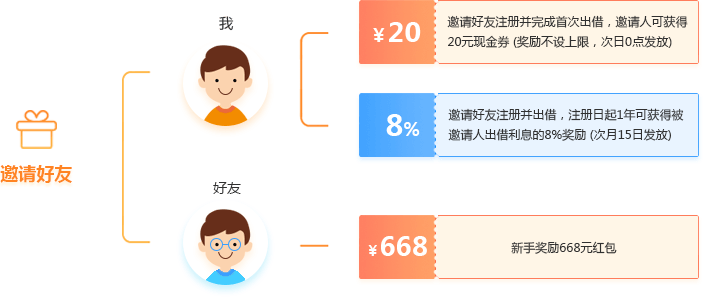 邀请好友
我
¥20
邀请好友注册并完成首次出借，邀请人可获得
20元现金券 (奖励不设上限，次日0点发放)
8%
邀请好友注册并出借，注册日起1年可获得被
邀请人出借利息的8%奖励 (次月15日发放)
好友
¥668
新手奖励668元红包